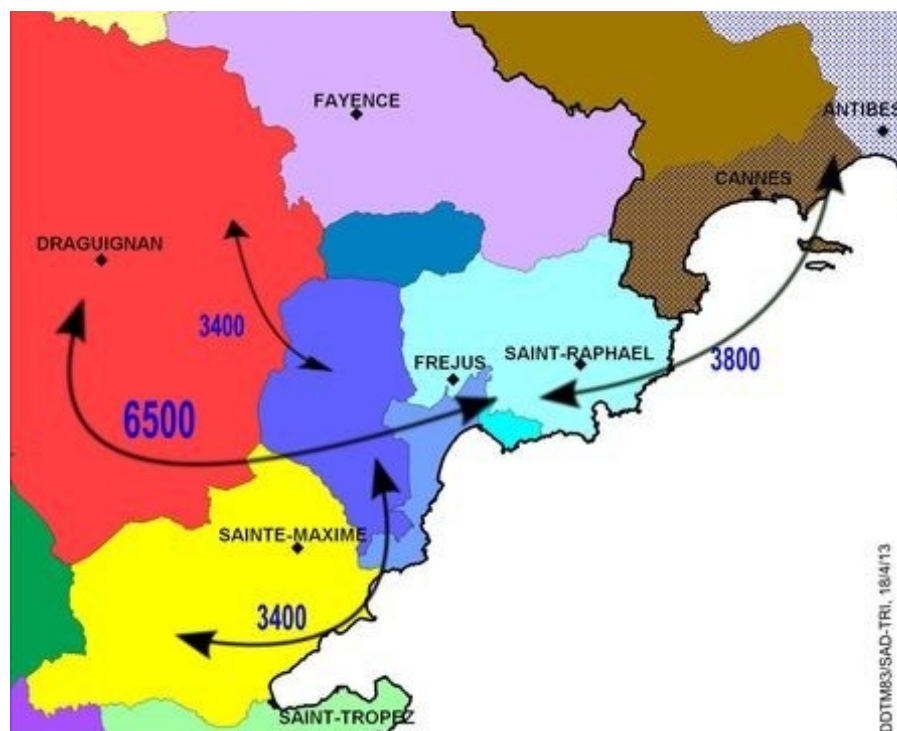 FAYENCE
ANTIBES
CANNES
DRAGUIGNAN
3400
FREJUS
SAINT-RAPHAEL
3800
6500
SAINTE-MAXIME
3400
SAINT-TROPEZ
DDTM83/SAD-TRI, 18/4/13